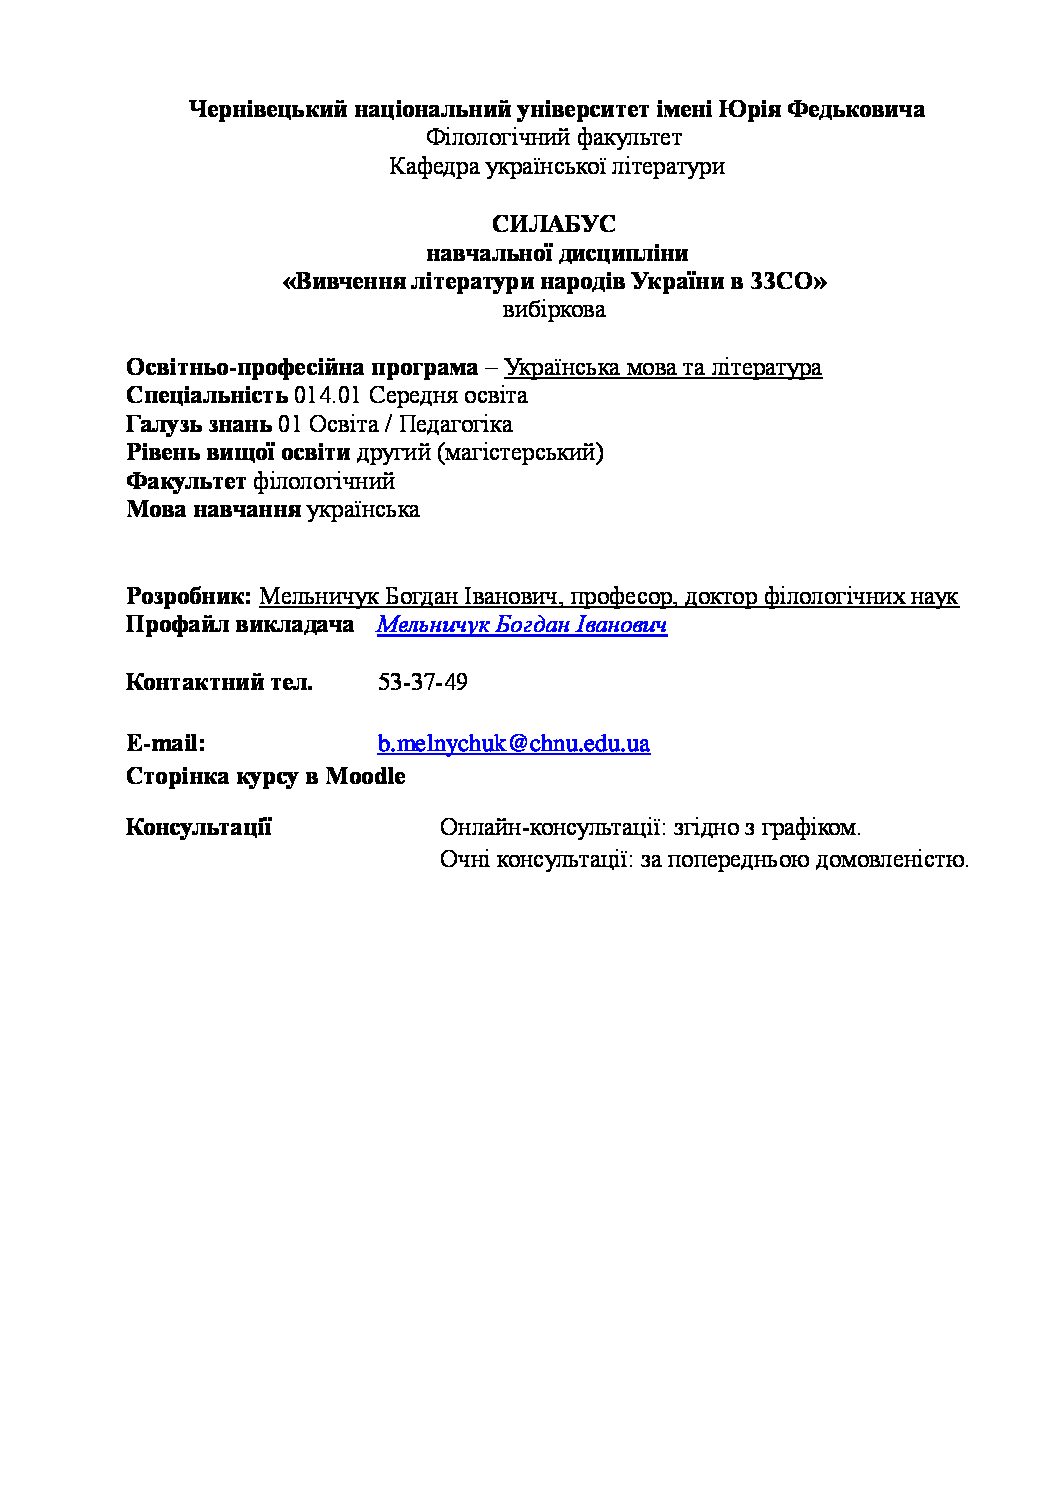 Чернівецький національний університет імені Юрія Федьковича
Філологічний факультет
Кафедра української літератури
СИЛАБУС
навчальної дисципліни
«Вивчення літератури народів України в ЗЗСО»
вибіркова
Освітньо-професійна програма – Українська мова та література
Спеціальність 014.01 Середня освіта
Галузь знань 01 Освіта / Педагогіка
Рівень вищої освіти другий (магістерський)
Факультет філологічний
Мова навчання українська
Розробник: Мельничук Богдан Іванович, професор, доктор філологічних наук
Профайл викладача Мельничук Богдан Іванович
Контактний тел. 53-37-49
E-mail: b.melnychuk@chnu.edu.ua
Сторінка курсу в Moodle
Консультації Онлайн-консультації: згідно з графіком.
Очні консультації: за попередньою домовленістю.